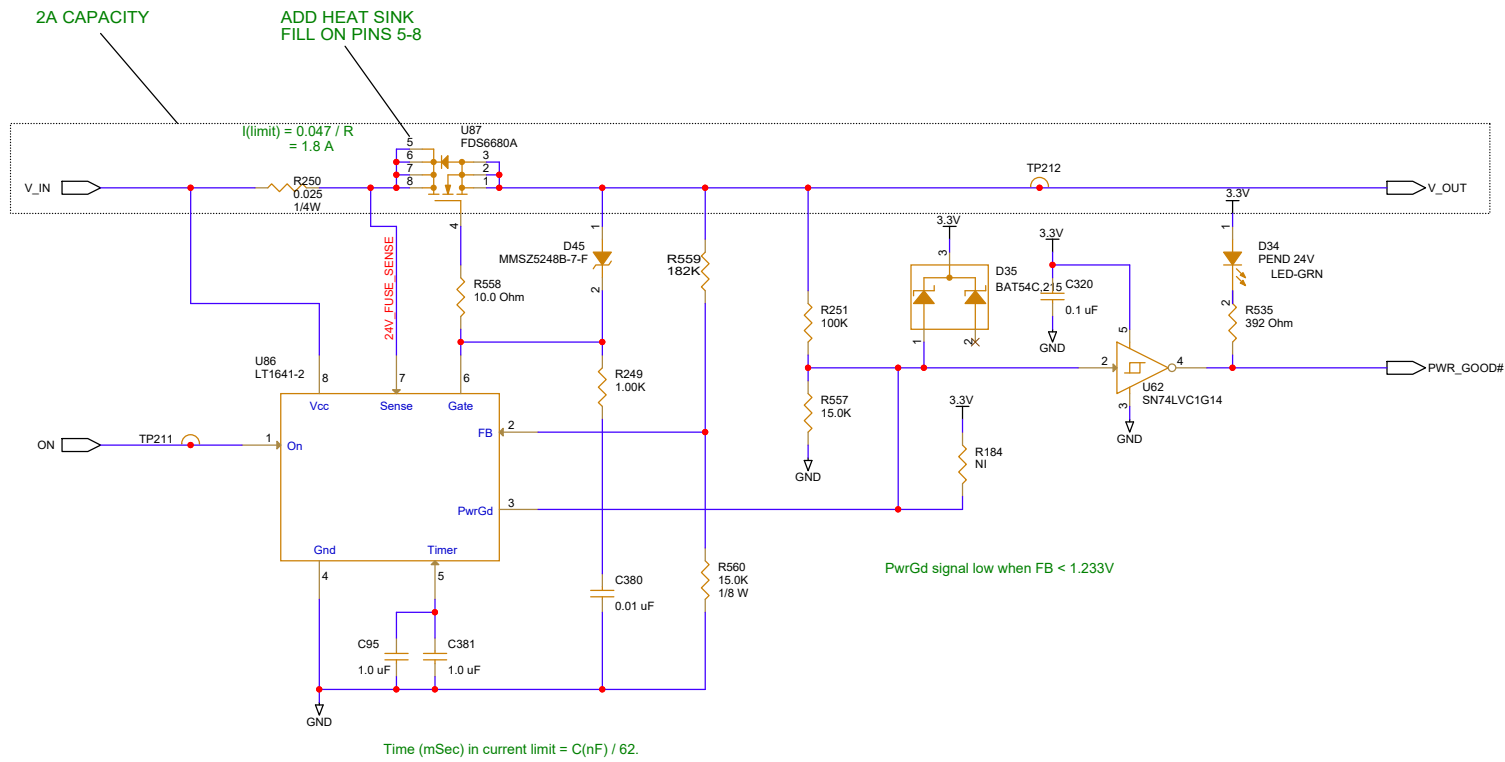 2A CAPACITY
ADD HEAT SINK
FILL ON PINS 5-8
I(limit) = 0.047 / R
= 1.8 A
U87
FDS6680A
5
6
7
8
3
2
1
4
V_IN
R250
0.025
1/4W
TP212
V_OUT
3.3V
24V_FUSE_SENSE
R558
10.0 Ohm
D45
MMSZ5248B-7-F
1
2
R559
182K
R251
100K
3.3V
3
D35
BAT54C,215
1
2
3.3V
C320
0.1 uF
GND
1
D34
PEND 24V
LED-GRN
2
R535
392 Ohm
5
2
4
U62
SN74LVC1G14
3
GND
PWR_GOOD#
U86
LT1641-2
8
7
6
Vcc
Sense
Gate
R249
1.00K
R557
15.0K
GND
3.3V
R184
NI
ON
TP211
1
On
FB
2
PwrGd
3
Gnd
Timer
4
5
PwrGd signal low when FB < 1.233V
C380
0.01 uF
R560
15.0K
1/8 W
C95
1.0 uF
C381
1.0 uF
GND
Time (mSec) in current limit = C(nF) / 62.